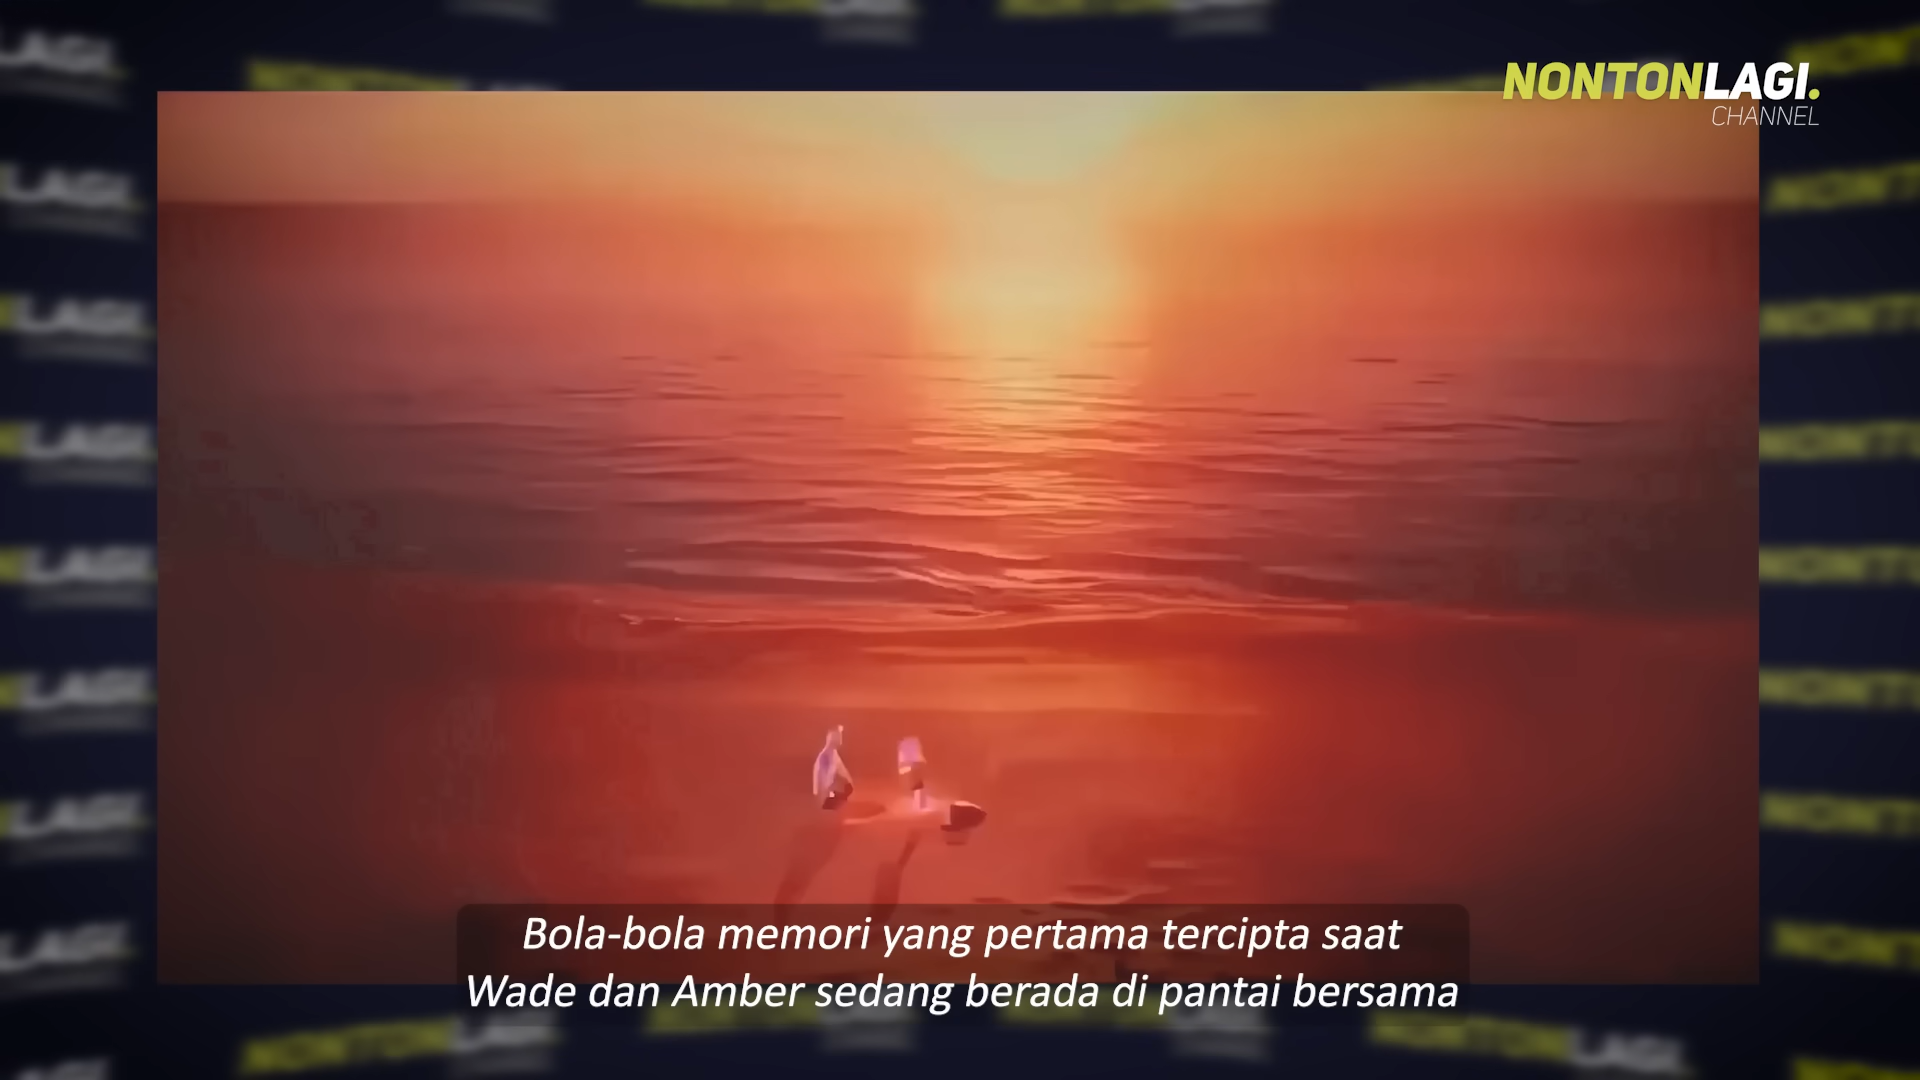 NONTONLAGI.
CHANNEL
Bola-bola memori yang pertama tercipta saat
Wade dan Amber sedang berada di pantai bersama